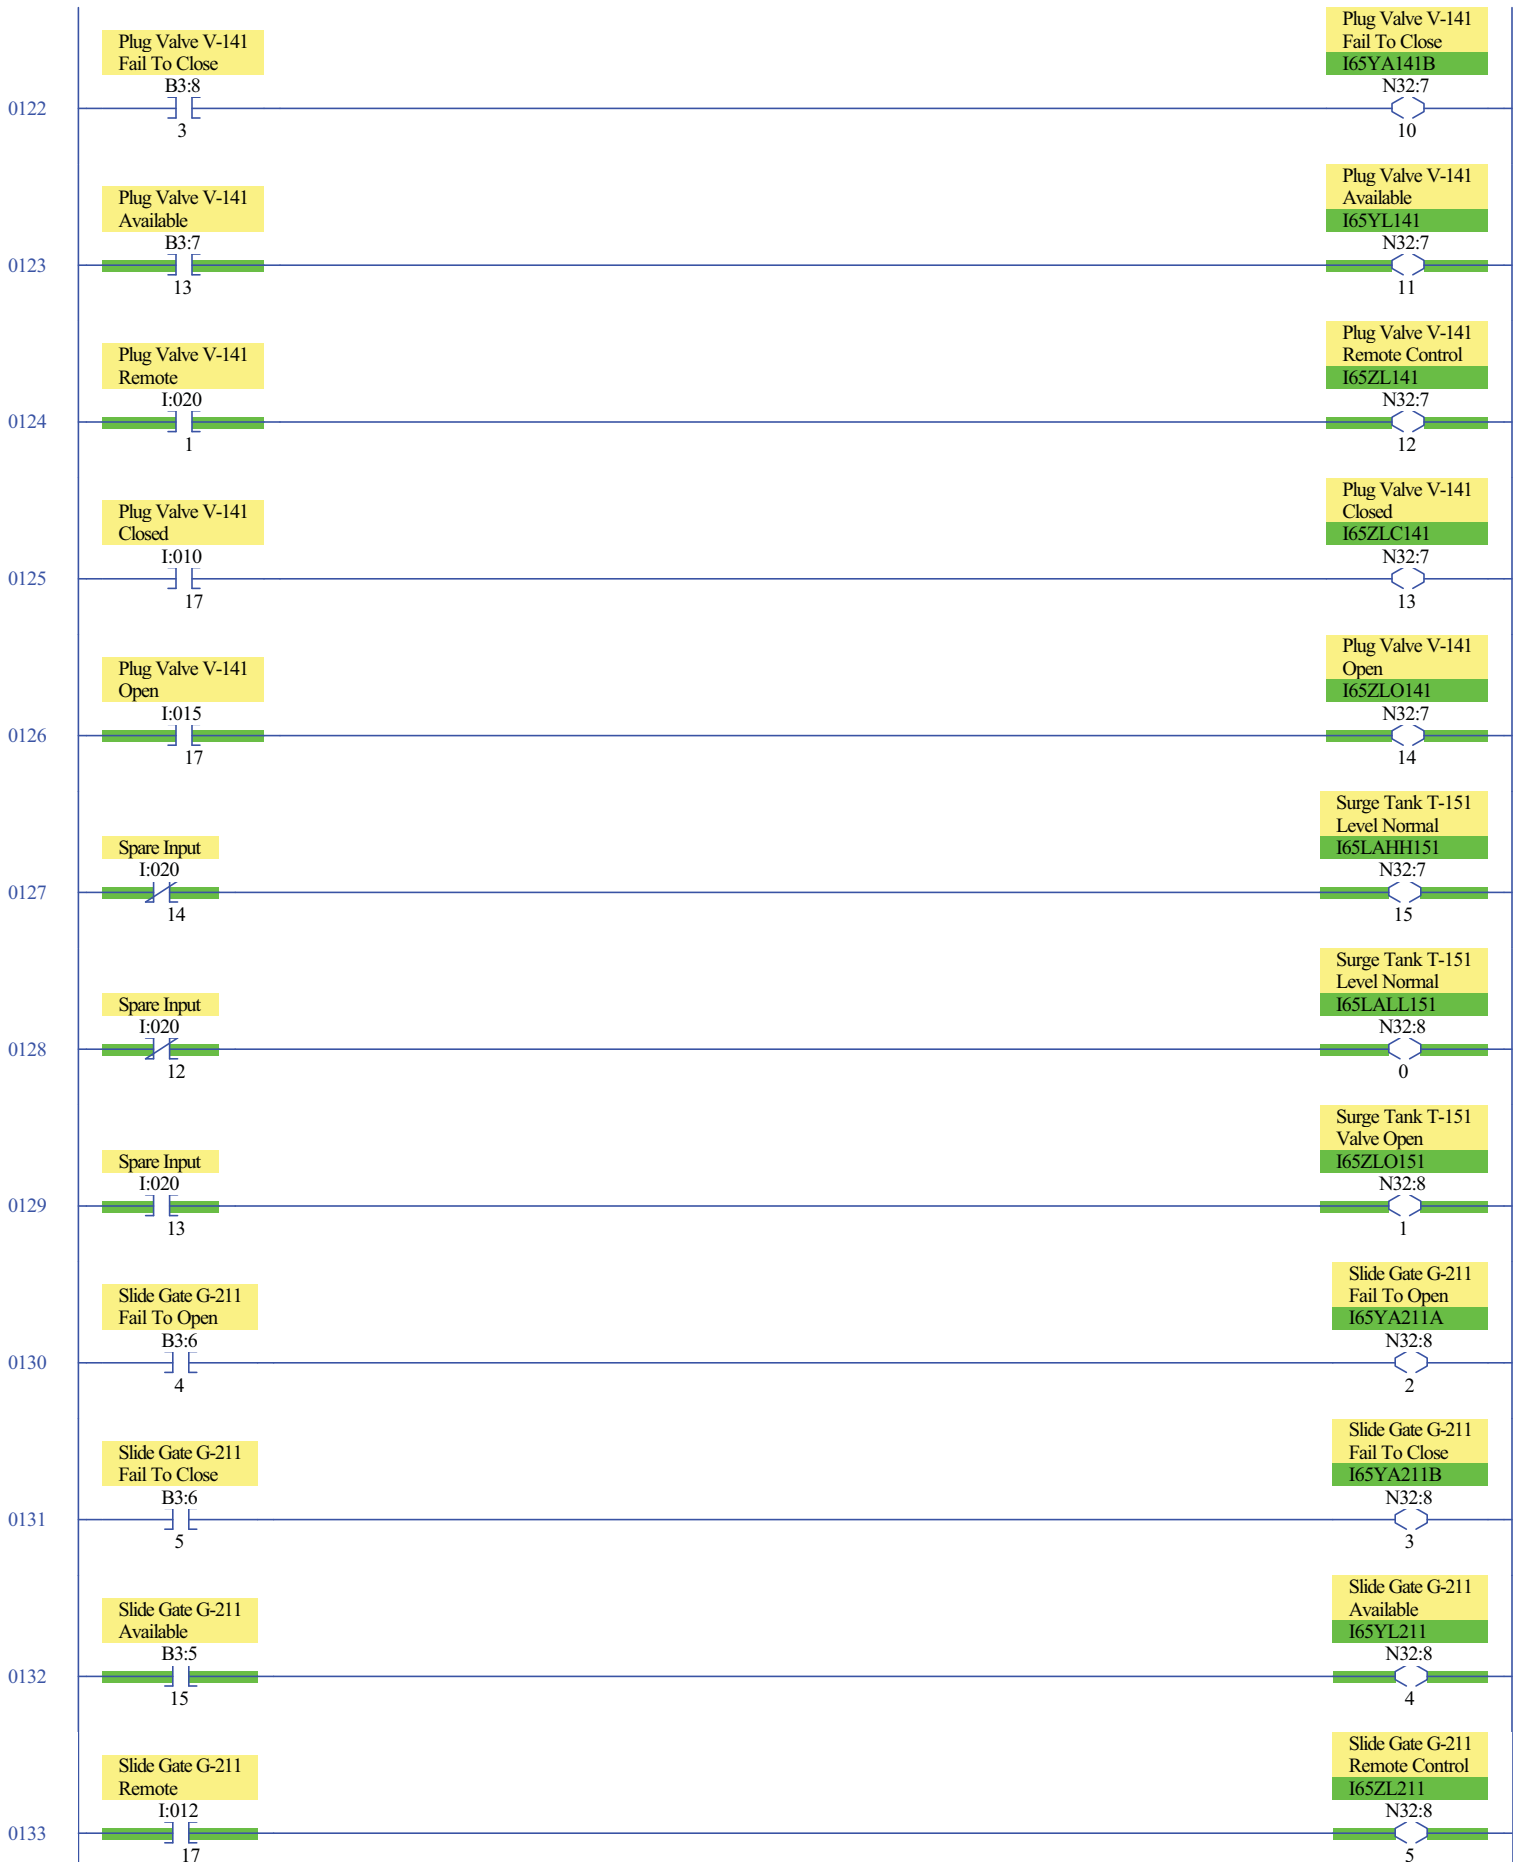 Plug Valve V-141
Fail To Close
B3:8
3
Plug Valve V-141
Fail To Close
I65YA141B
N32:7
10
0122
Plug Valve V-141
Available
B3:7
13
Plug Valve V-141
Available
I65YL141
N32:7
11
0123
Plug Valve V-141
Remote
I:020
1
Plug Valve V-141
Remote Control
I65ZL141
N32:7
12
0124
Plug Valve V-141
Closed
I:010
17
Plug Valve V-141
Closed
I65ZLC141
N32:7
13
0125
Plug Valve V-141
Open
I:015
17
Plug Valve V-141
Open
I65ZLO141
N32:7
14
0126
Spare Input
I:020
14
Surge Tank T-151
Level Normal
I65LAHH151
N32:7
15
0127
Spare Input
I:020
12
Surge Tank T-151
Level Normal
I65LALL151
N32:8
0
0128
Spare Input
I:020
13
Surge Tank T-151
Valve Open
I65ZLO151
N32:8
1
0129
Slide Gate G-211
Fail To Open
B3:6
4
Slide Gate G-211
Fail To Open
I65YA211A
N32:8
2
0130
Slide Gate G-211
Fail To Close
B3:6
5
Slide Gate G-211
Fail To Close
I65YA211B
N32:8
3
0131
Slide Gate G-211
Available
B3:5
15
Slide Gate G-211
Available
I65YL211
N32:8
4
0132
Slide Gate G-211
Remote
I:012
17
Slide Gate G-211
Remote Control
I65ZL211
N32:8
5
0133